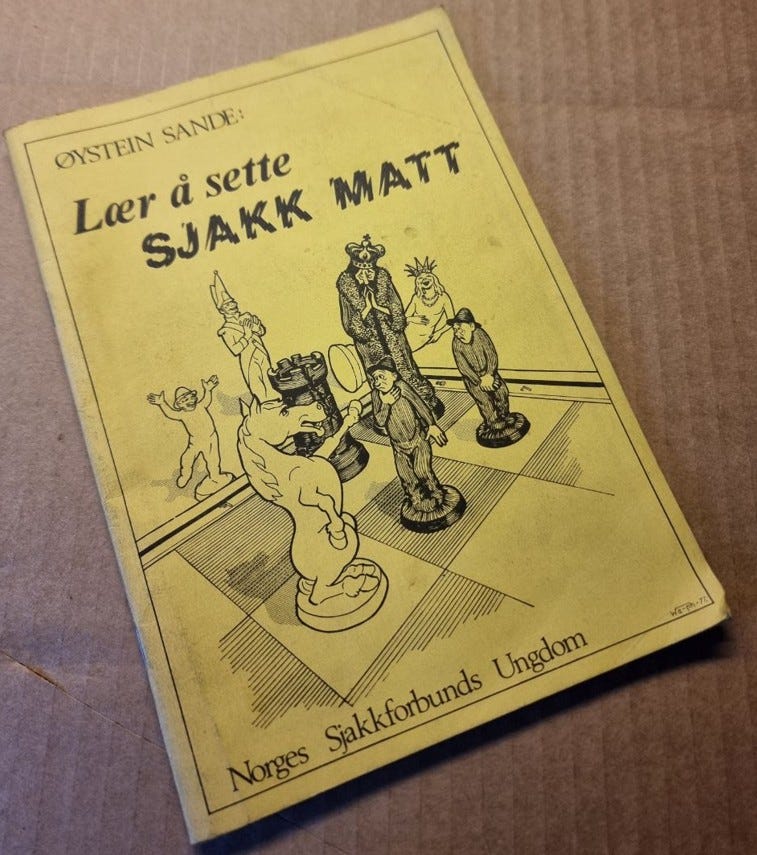 ØYSTEIN SANDE:
Lær å sette
SJAKK MATT
Norges Sjakkforbunds Ungdom